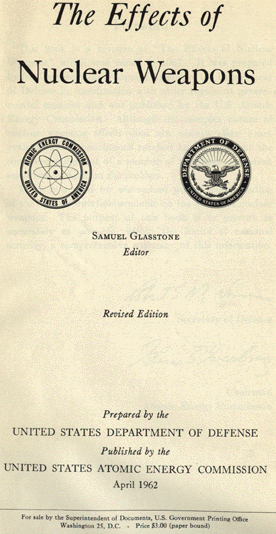 The Effects of
Nuclear Weapons
ATOMIC ENERGY COMMISSION
UNITED STATES OF AMERICA
DEPARTMENT OF DEFENSE
UNITED STATES OF AMERICA
SAMUEL GLASSTONE
Editor
Revised Edition
Prepared by the
UNITED STATES DEPARTMENT OF DEFENSE
Published by the
UNITED STATES ATOMIC ENERGY COMMISSION
April 1962
For sale by the Superintendent of Documents, U.S. Government Printing Office
Washington 25, D.C. - Price $3.00 (paper bound)